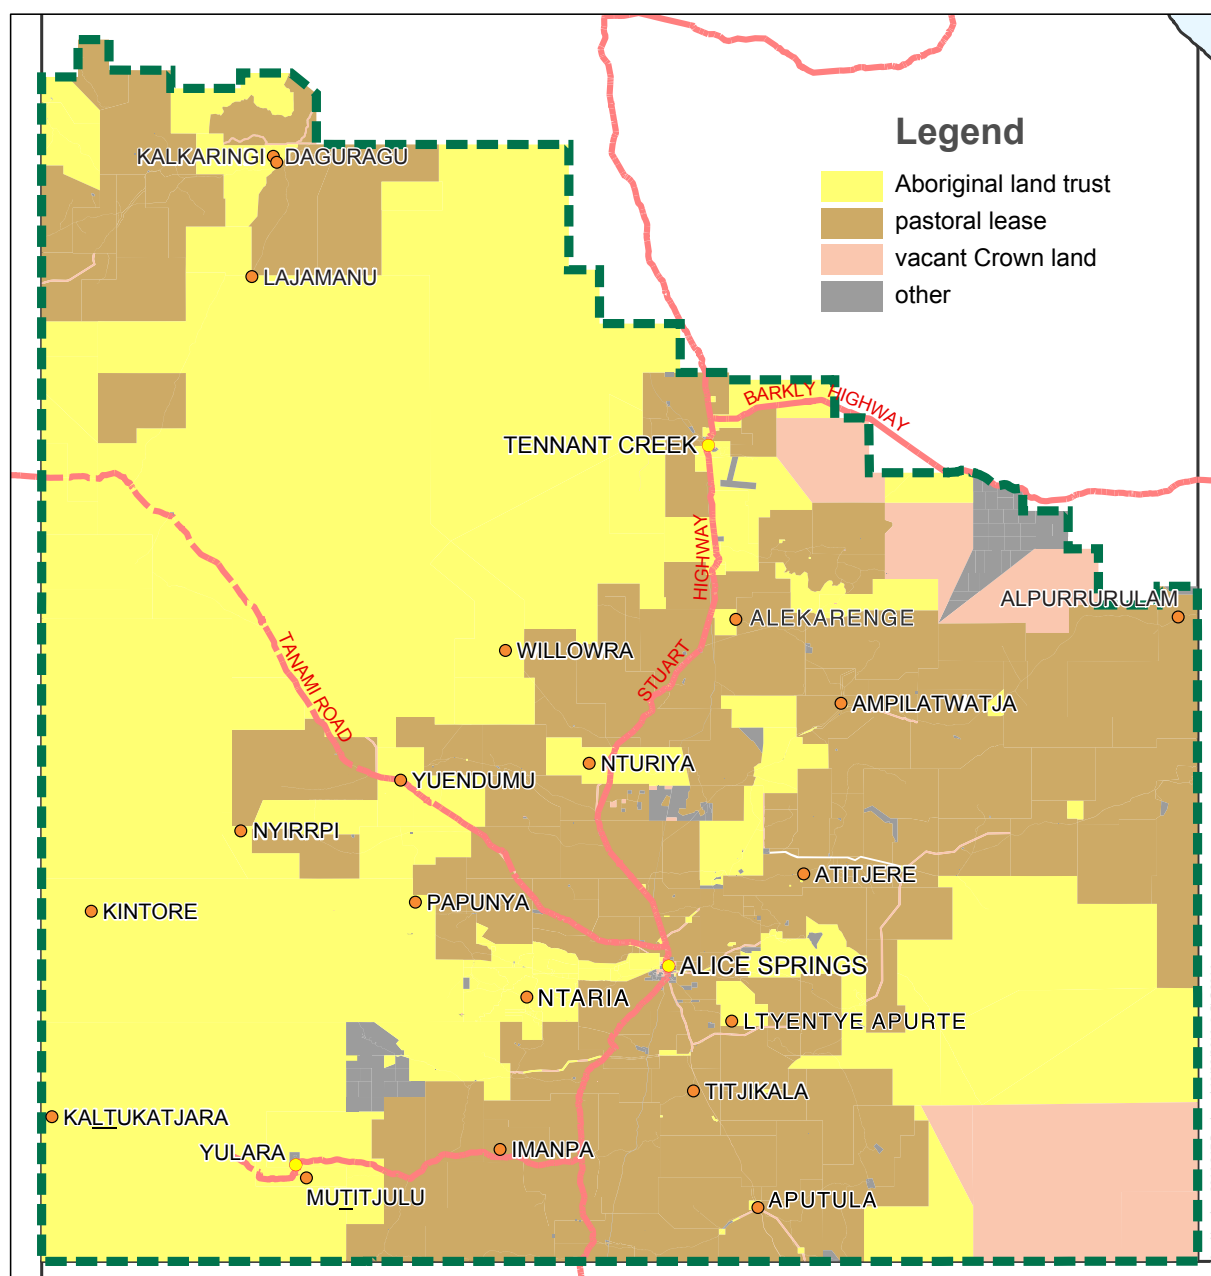 Legend
Aboriginal land trust
pastoral lease
vacant Crown land
other
KALKARINGI
DAGURAGU
LAJAMANU
BARKLY HIGHWAY
TENNANT CREEK
HIGHWAY
STUART
ALPURRURULAM
ALEKARENGE
WILLOWRA
TANAMI ROAD
AMPILATWATJA
NTURIYA
YUENDUMU
NYIRRPI
ATITJERE
PAPUNYA
KINTORE
ALICE SPRINGS
NTARIA
LTYENTYE APURTE
TITJIKALA
KALTUKATJARA
YULARA
IMANPA
MUTITJULU
APUTULA